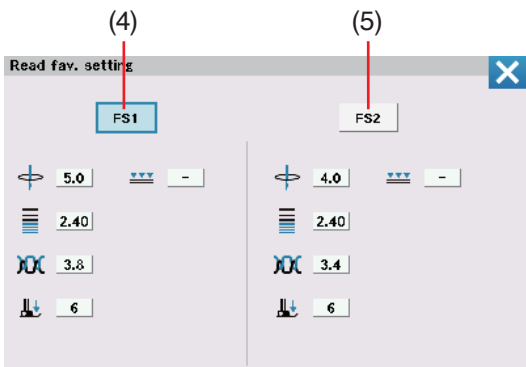 (4) (5)
Read fav. setting
FS1 FS2
5.0 - 4.0 -
2.40 2.40
3.8 3.4
6 6